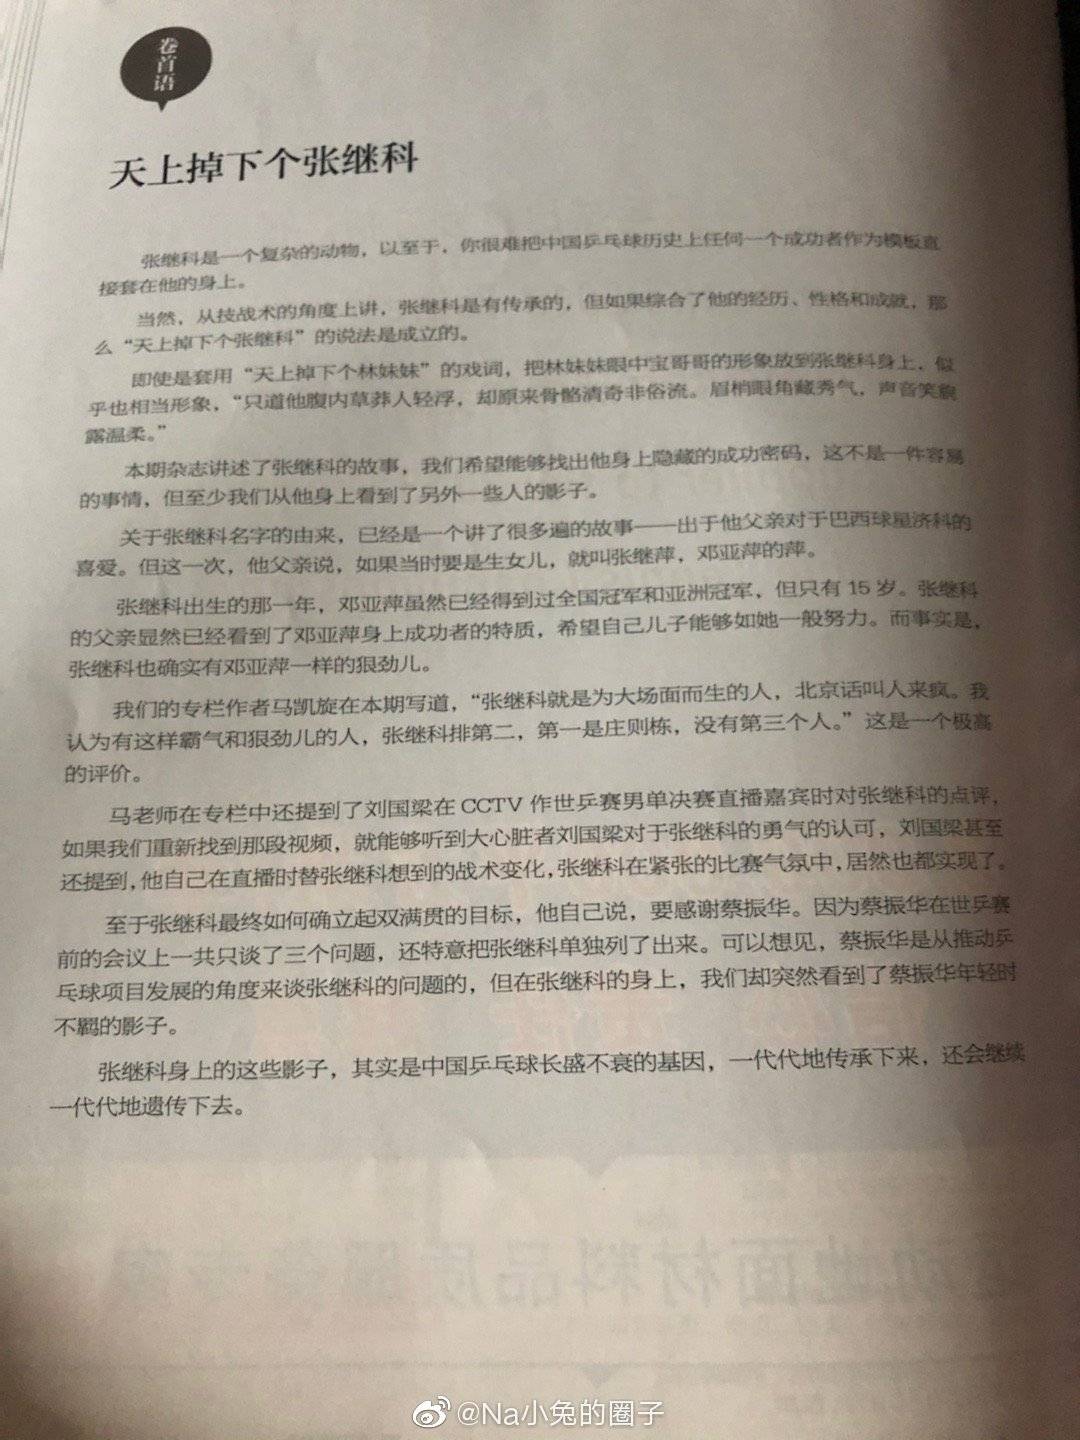 卷首语
天上掉下个张继科
张继科是一个复杂的动物，以至于，你很难把中国乒乓球历史上任何一个成功者作为模板直
接套在他的身上。
当然，从技战术的角度上讲，张继科是有传承的，但如果综合了他的经历、性格和成就，那
么“天上掉下个张继科”的说法是成立的。
即使是套用“天上掉下个林妹妹”的戏词，把林妹妹眼中宝哥哥的形象放到张继科身上，似
乎也相当形象，“只道他腹内草莽人轻浮，却原来骨骼清奇非俗流。眉梢眼角藏秀气，声音笑貌
露温柔。”
本期杂志讲述了张继科的故事，我们希望能够找出他身上隐藏的成功密码，这不是一件容易
的事情，但至少我们从他身上看到了另外一些人的影子。
关于张继科名字的由来，已经是一个讲了很多遍的故事——出于他父亲对于巴西球星济科的
喜爱。但这一次，他父亲说，如果当时要是生女儿，就叫张继萍，邓亚萍的萍。
张继科出生的那一年，邓亚萍虽然已经得到过全国冠军和亚洲冠军，但只有 15 岁。张继科
的父亲显然已经看到了邓亚萍身上成功者的特质，希望自己儿子能够如她一般努力。而事实是，
张继科也确实有邓亚萍一样的狠劲儿。
我们的专栏作者马凯旋在本期写道，“张继科就是为大场面而生的人，北京话叫人来疯。我
认为有这样霸气和狠劲儿的人，张继科排第二，第一是庄则栋，没有第三个人。”这是一个极高
的评价。
马老师在专栏中还提到了刘国梁在 CCTV 作世乒赛男单决赛直播嘉宾时对张继科的点评，
如果我们重新找到那段视频，就能够听到大心脏者刘国梁对于张继科的勇气的认可，刘国梁甚至
还提到，他自己在直播时替张继科想到的战术变化，张继科在紧张的比赛气氛中，居然也都实现了。
至于张继科最终如何确立起双满贯的目标，他自己说，要感谢蔡振华。因为蔡振华在世乒赛
前的会议上一共只谈了三个问题，还特意把张继科单独列了出来。可以想见，蔡振华是从推动乒
乓球项目发展的角度来谈张继科的问题的，但在张继科的身上，我们却突然看到了蔡振华年轻时
不羁的影子。
张继科身上的这些影子，其实是中国乒乓球长盛不衰的基因，一代代地传承下来，还会继续
一代代地遗传下去。
@Na小兔的圈子